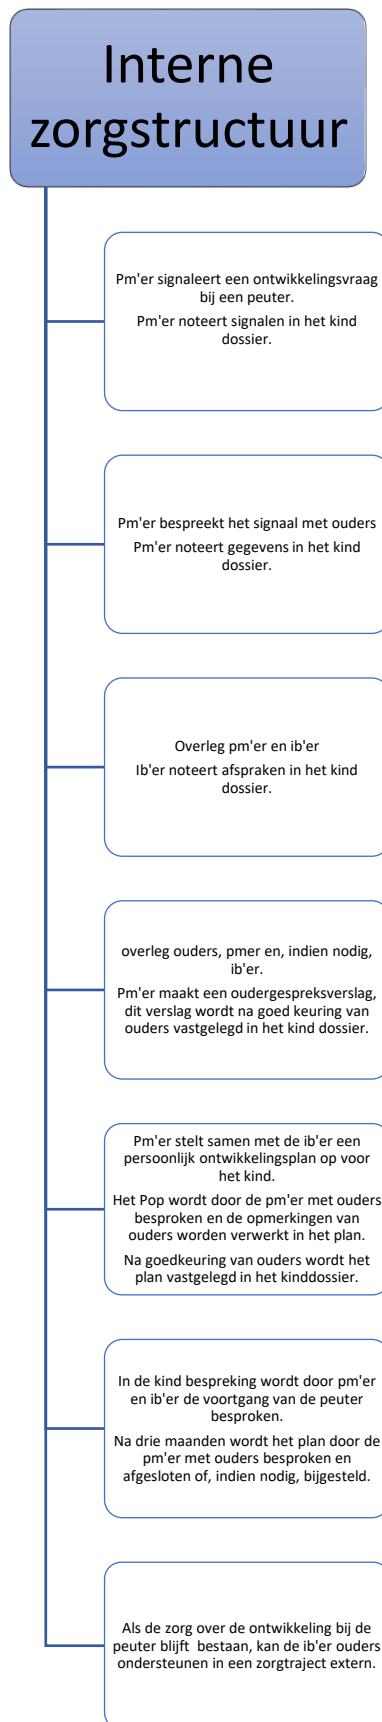 Interne
zorgstructuur
Pm'er signaleert een ontwikkelingsvraag
bij een peuter.
Pm'er noteert signalen in het kind
dossier.
Pm'er bespreekt het signaal met ouders
Pm'er noteert gegevens in het kind
dossier.
Overleg pm'er en ib'er
Ib'er noteert afspraken in het kind
dossier.
overleg ouders, pmer en, indien nodig,
ib'er.
Pm'er maakt een oudergespreksverslag,
dit verslag wordt na goed keuring van
ouders vastgelegd in het kind dossier.
Pm'er stelt samen met de ib'er een
persoonlijk ontwikkelingsplan op voor
het kind.
Het Pop wordt door de pm'er met ouders
besproken en de opmerkingen van
ouders worden verwerkt in het plan.
Na goedkeuring van ouders wordt het
plan vastgelegd in het kinddossier.
In de kind bespreking wordt door pm'er
en ib'er de voortgang van de peuter
besproken.
Na drie maanden wordt het plan door de
pm'er met ouders besproken en
afgesloten of, indien nodig, bijgesteld.
Als de zorg over de ontwikkeling bij de
peuter blijft  bestaan, kan de ib'er ouders
ondersteunen in een zorgtraject extern.